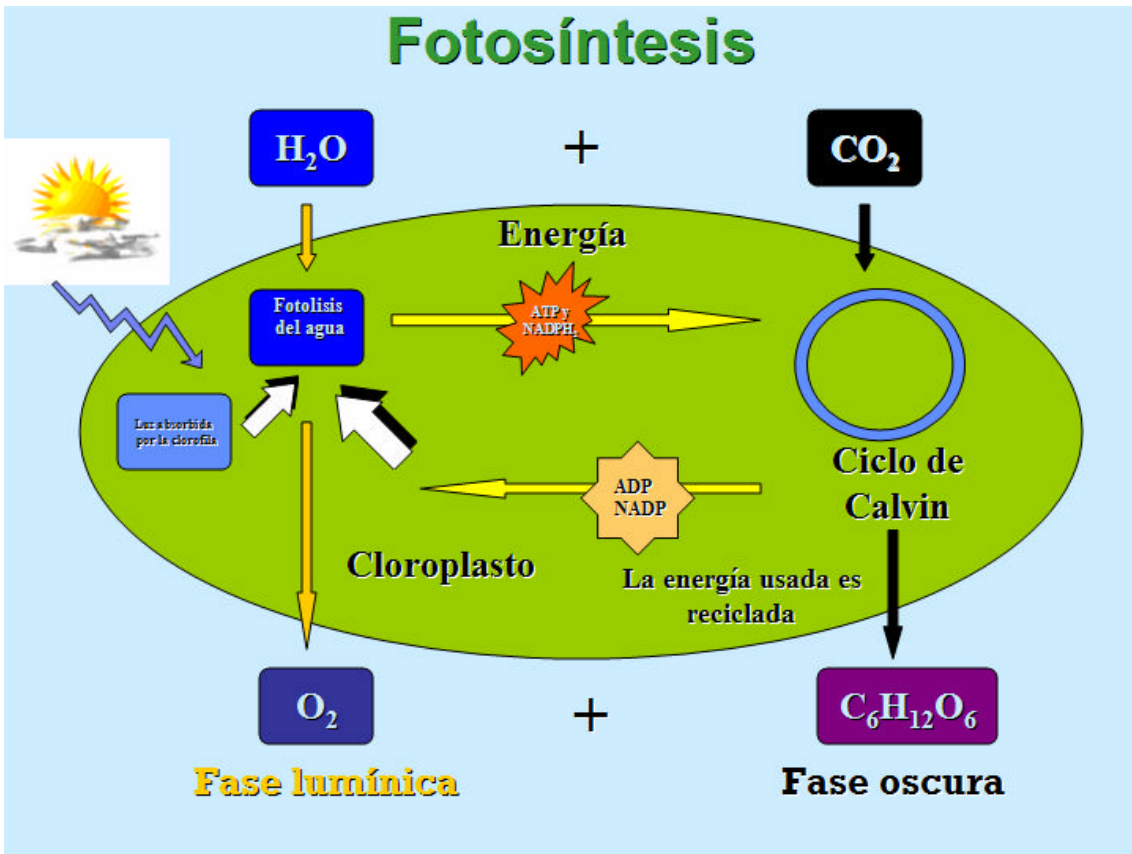 Fotosíntesis
H₂O
+
CO₂
Energía
Fotolisis
del agua
ATP y
NADPH₂
Luz absorbida
por la clorofila
Ciclo de
Calvin
ADP
NADP
Cloroplasto
La energía usada es
reciclada
O₂
+
C₆H₁₂O₆
Fase lumínica
Fase oscura